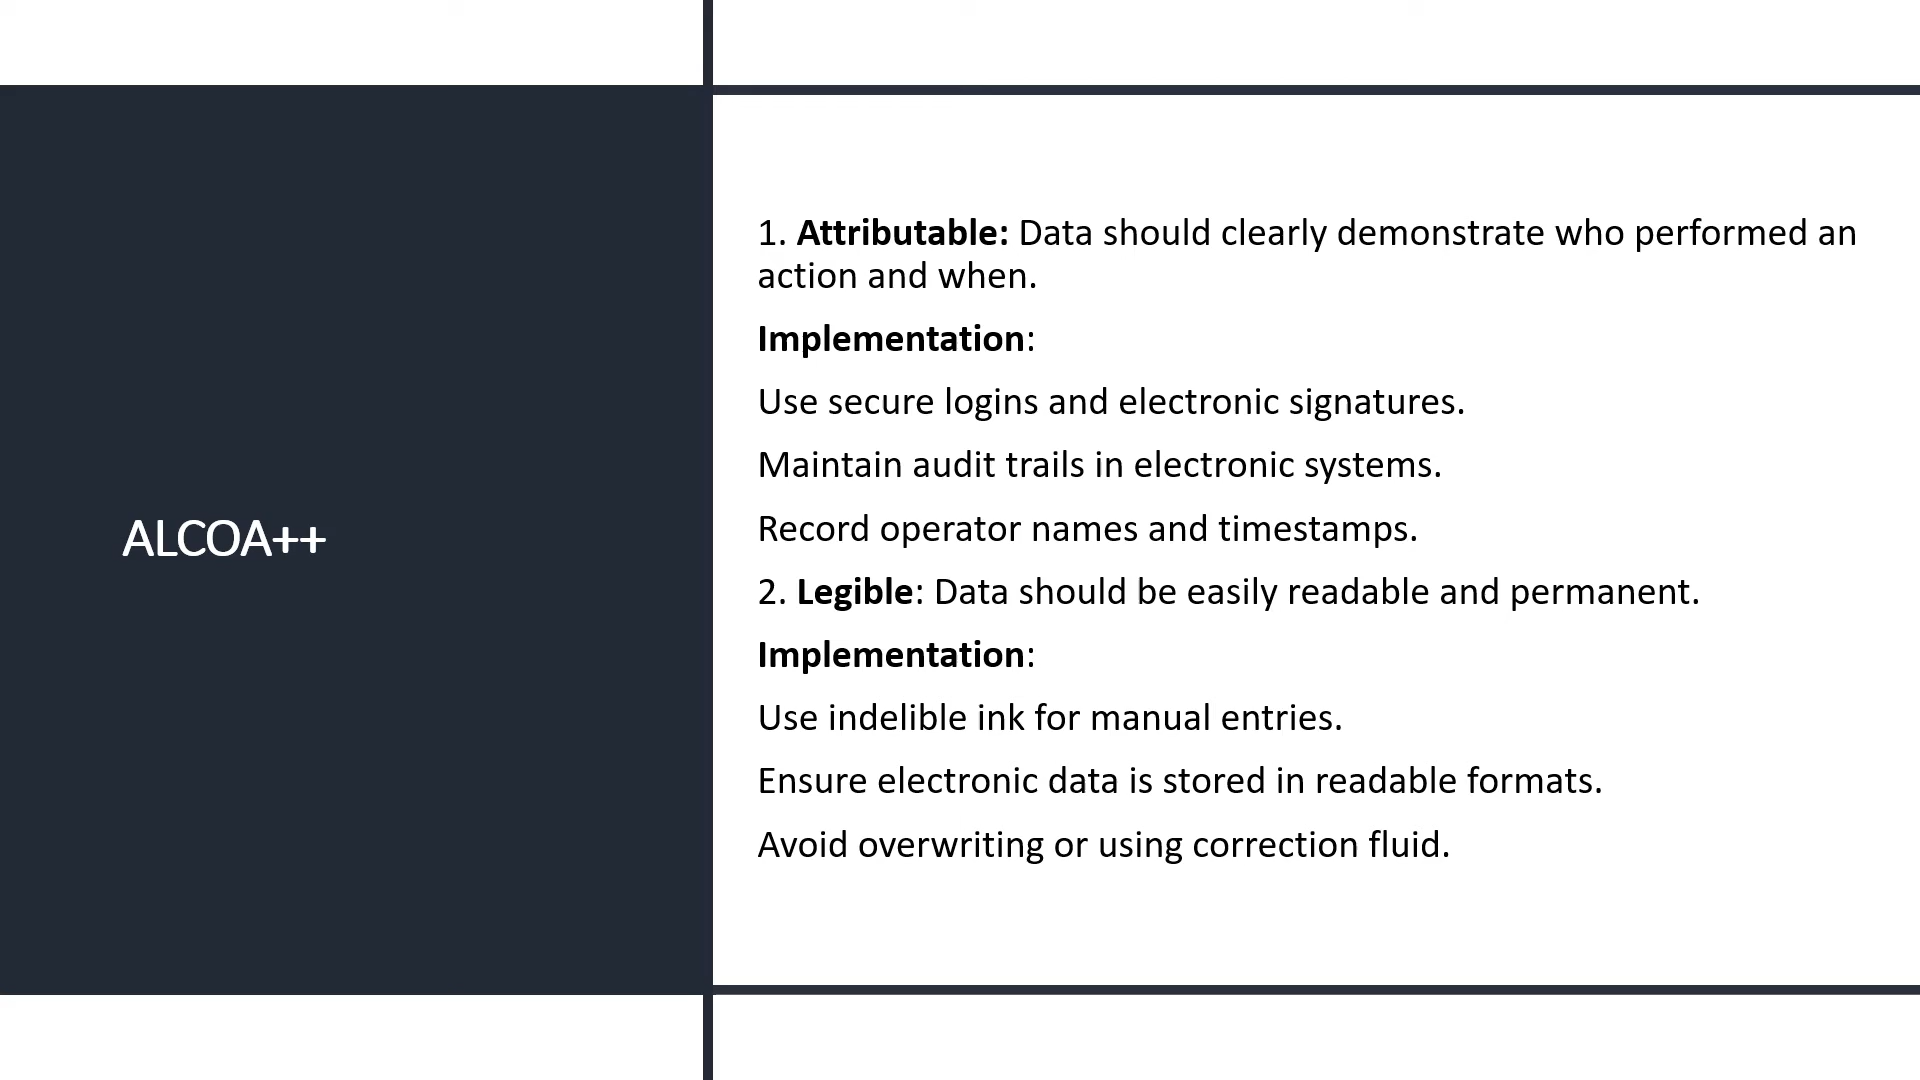 ALCOA++
1. Attributable: Data should clearly demonstrate who performed an
action and when.
Implementation:
Use secure logins and electronic signatures.
Maintain audit trails in electronic systems.
Record operator names and timestamps.
2. Legible: Data should be easily readable and permanent.
Implementation:
Use indelible ink for manual entries.
Ensure electronic data is stored in readable formats.
Avoid overwriting or using correction fluid.